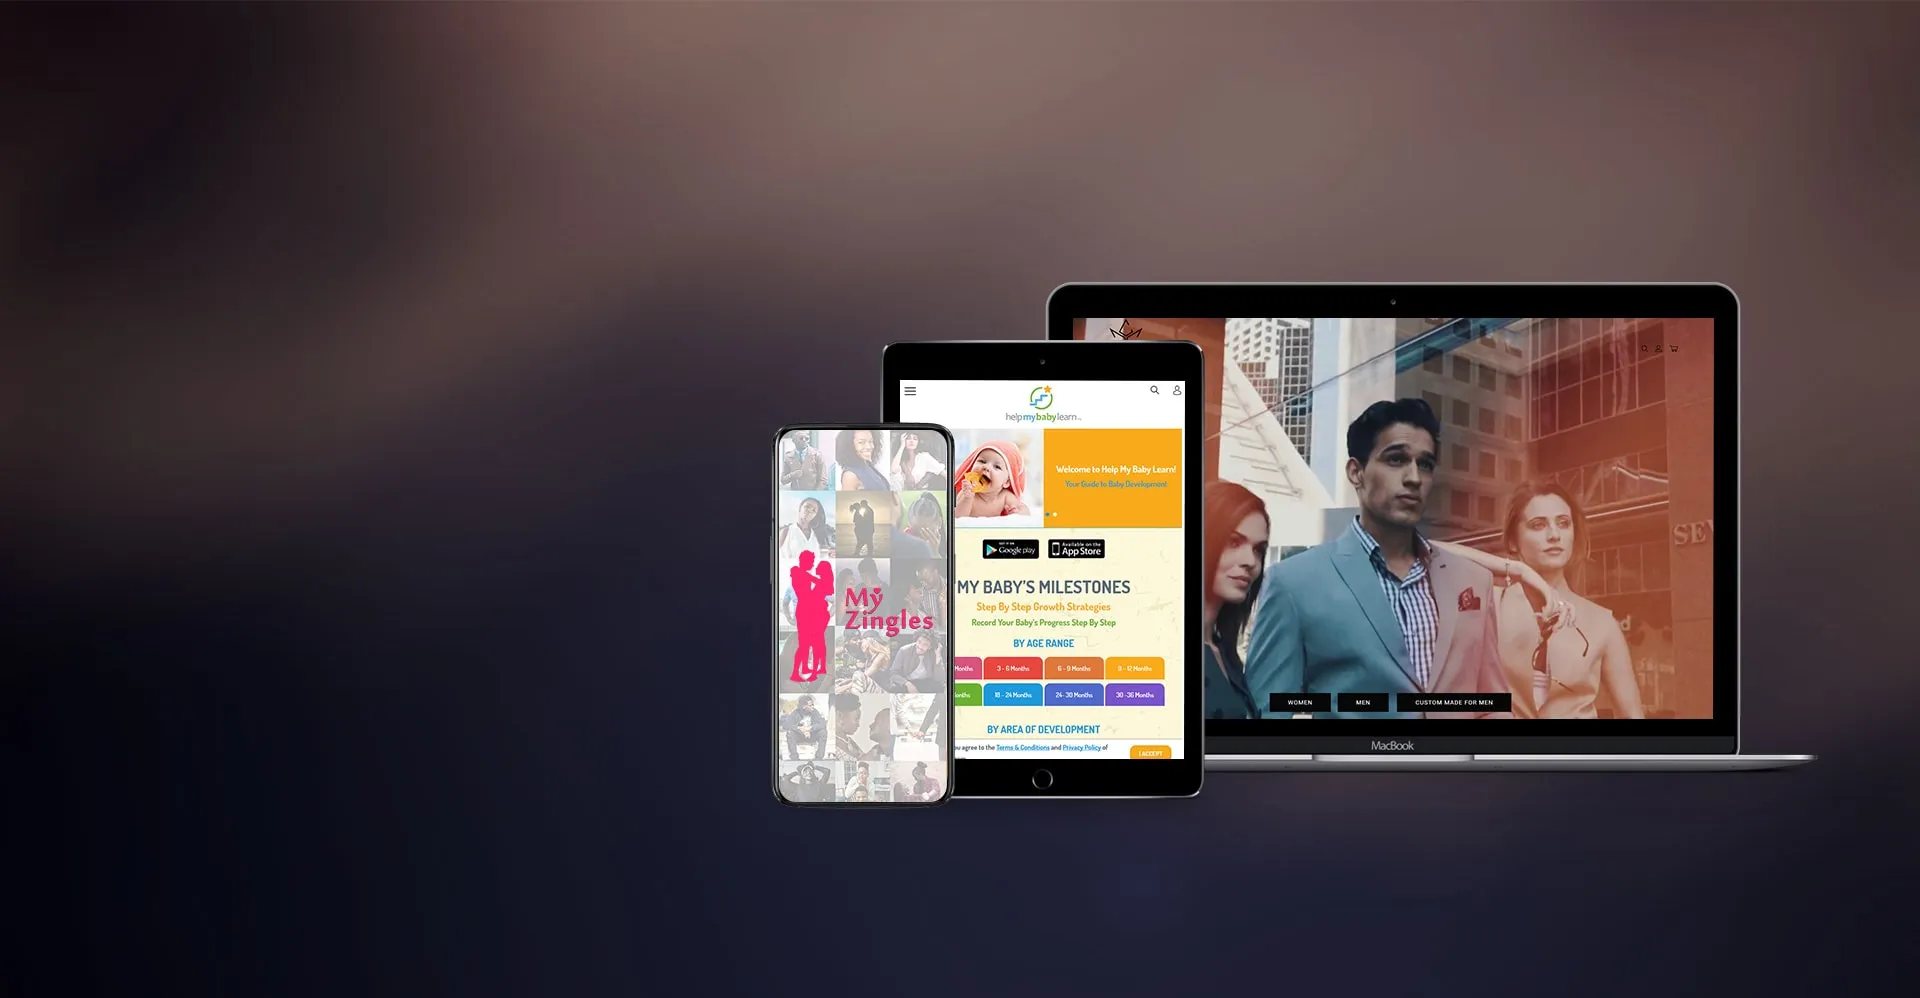 My
Zingles
helpmybabylearn
Welcome to Help My Baby Learn!
Your Guide to Baby Development
GET IT ON
Google play
Available on the
App Store
MY BABY'S MILESTONES
Step By Step Growth Strategies
Record Your Baby's Progress Step By Step
BY AGE RANGE
Months
3 - 6 Months
6 - 9 Months
9 - 12 Months
onths
18 - 24 Months
24- 30 Months
30 -36 Months
BY AREA OF DEVELOPMENT
ou agree to the Terms & Conditions and Privacy Policy of
I ACCEPT
SEV
WOMEN
MEN
CUSTOM MADE FOR MEN
MacBook